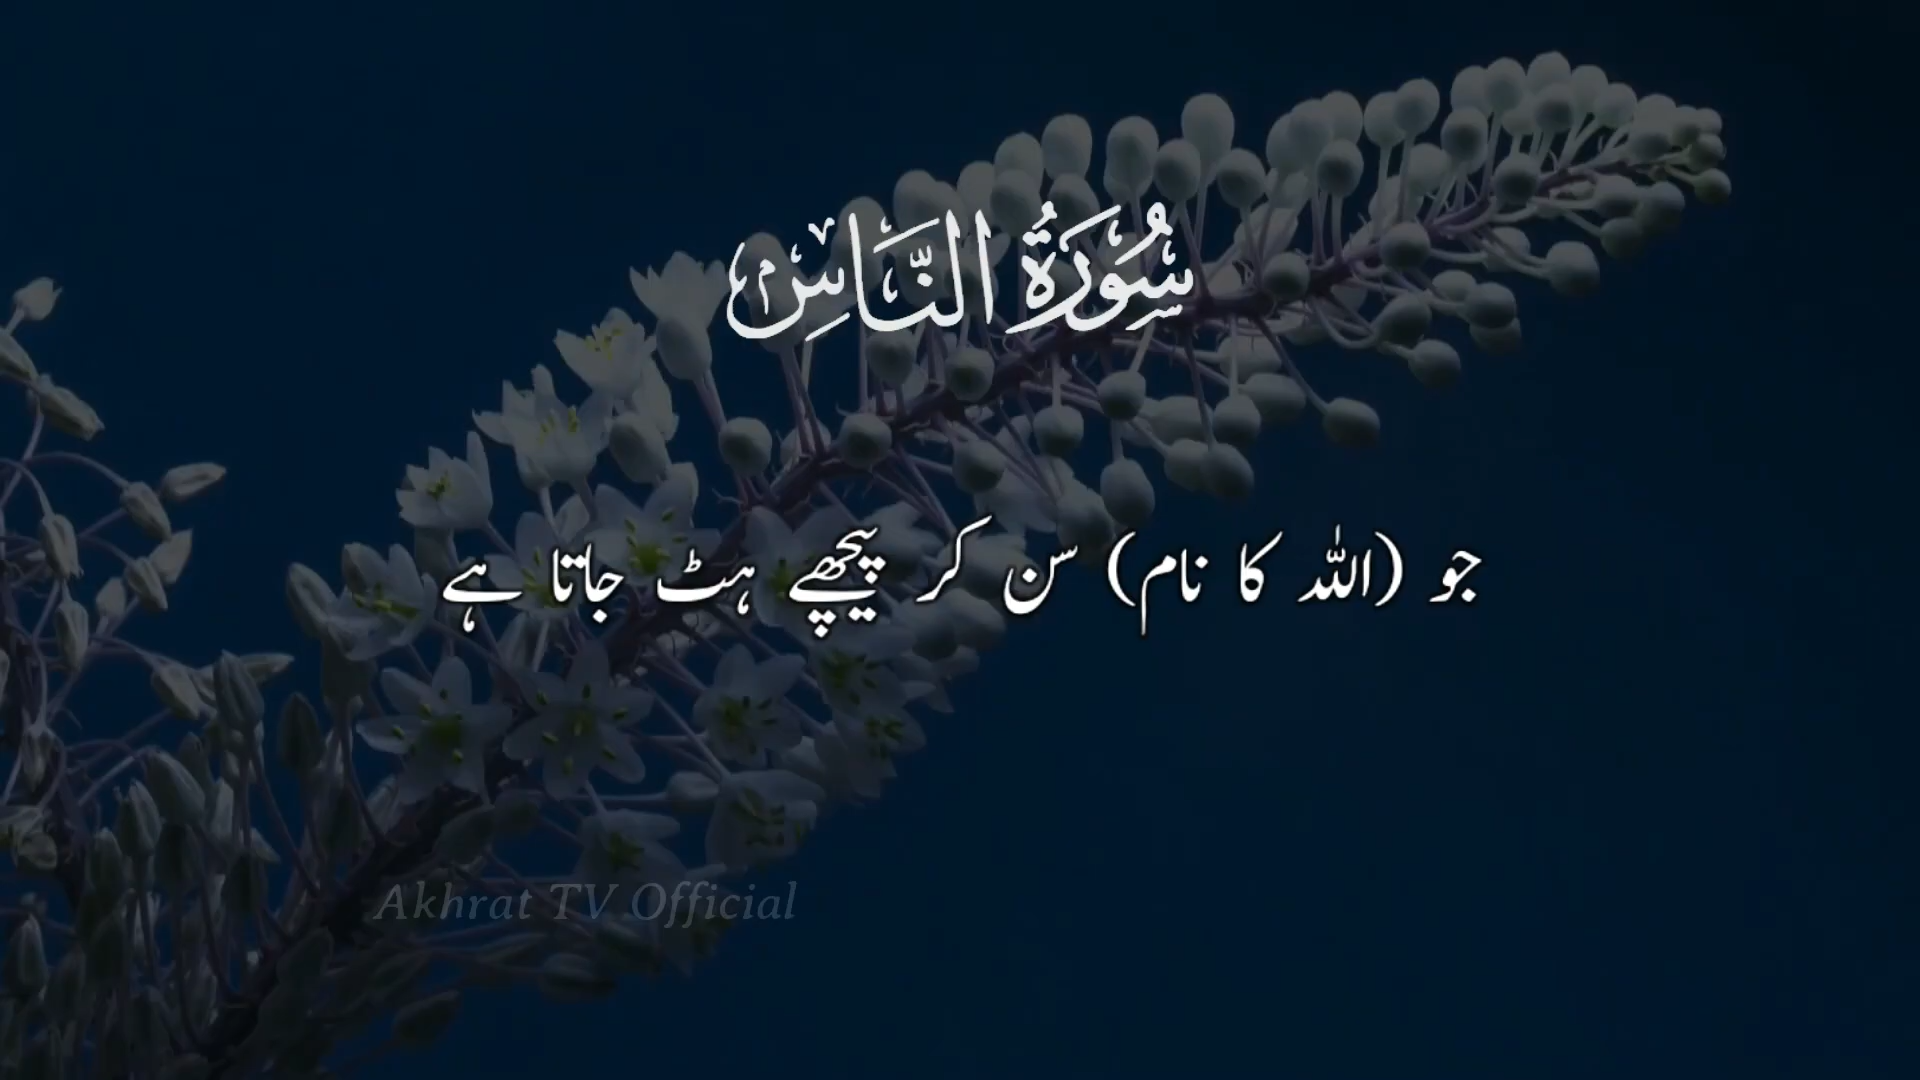 سُورَةُ النَّاسِ
جو (اللہ کا نام) سن کر پیچھے ہٹ جاتا ہے
Akhrat TV Official